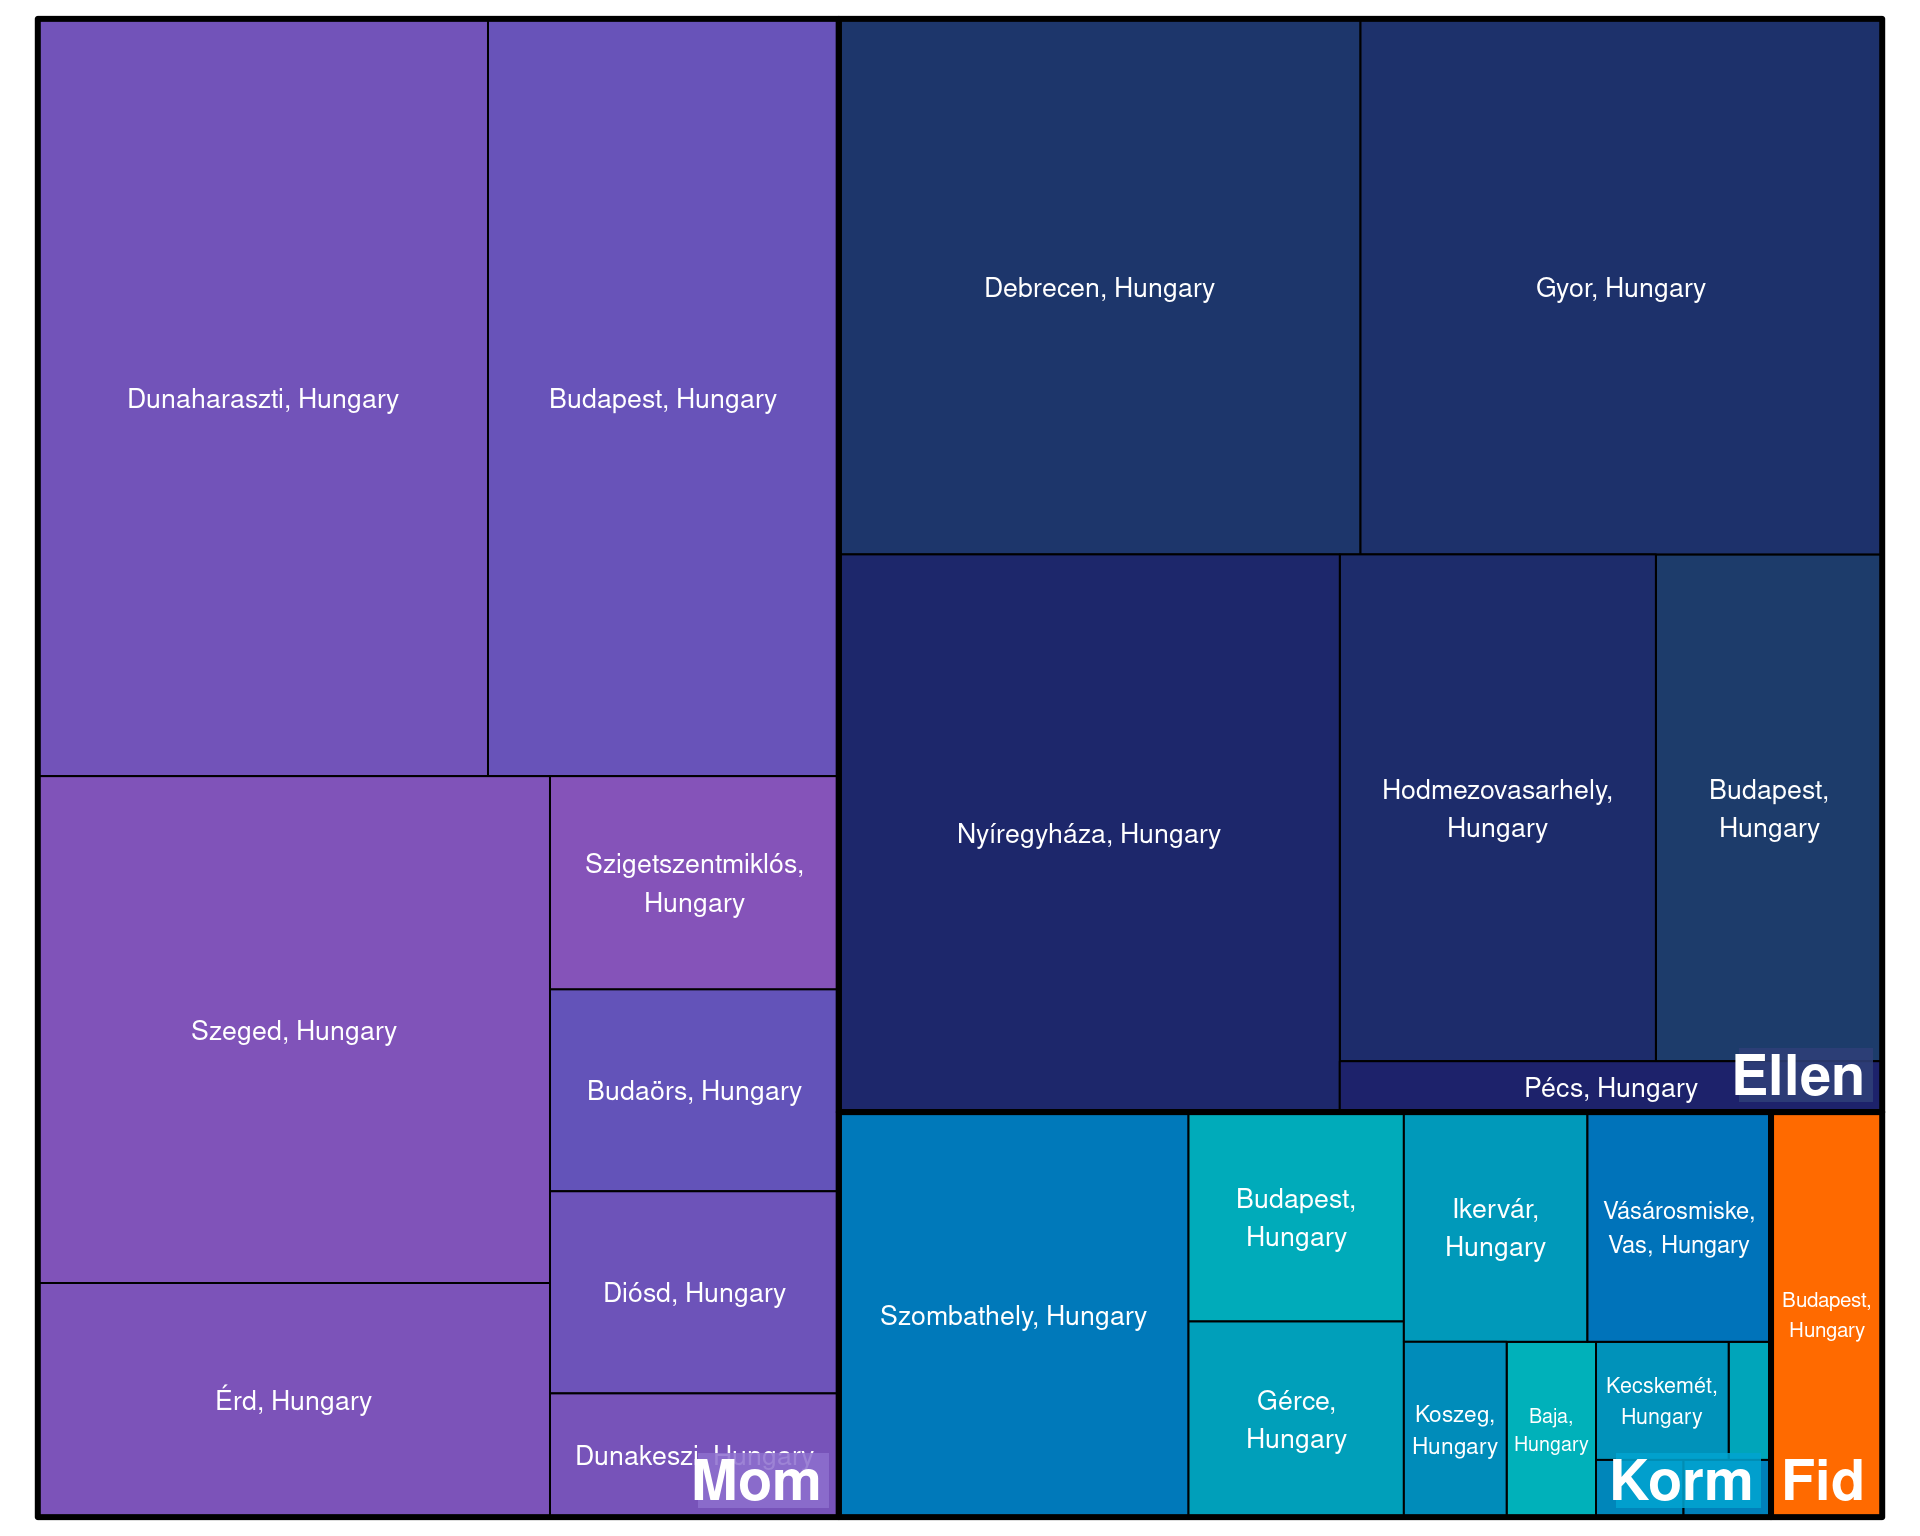 Dunaharaszti, Hungary
Budapest, Hungary
Szeged, Hungary
Szigetszentmiklós,
Hungary
Budaörs, Hungary
Diósd, Hungary
Érd, Hungary
Dunakeszi, Hungary
Mom
Debrecen, Hungary
Gyor, Hungary
Nyíregyháza, Hungary
Hodmezovasarhely,
Hungary
Budapest,
Hungary
Pécs, Hungary
Ellen
Szombathely, Hungary
Budapest,
Hungary
Gérce,
Hungary
Ikervár,
Hungary
Vásárosmiske,
Vas, Hungary
Koszeg,
Hungary
Baja,
Hungary
Kecskemét,
Hungary
Korm
Budapest,
Hungary
Fid